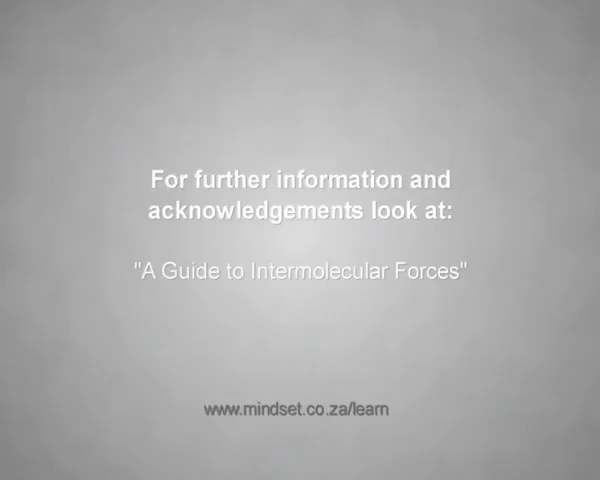 For further information and
acknowledgements look at:
"A Guide to Intermolecular Forces"
www.mindset.co.za/learn